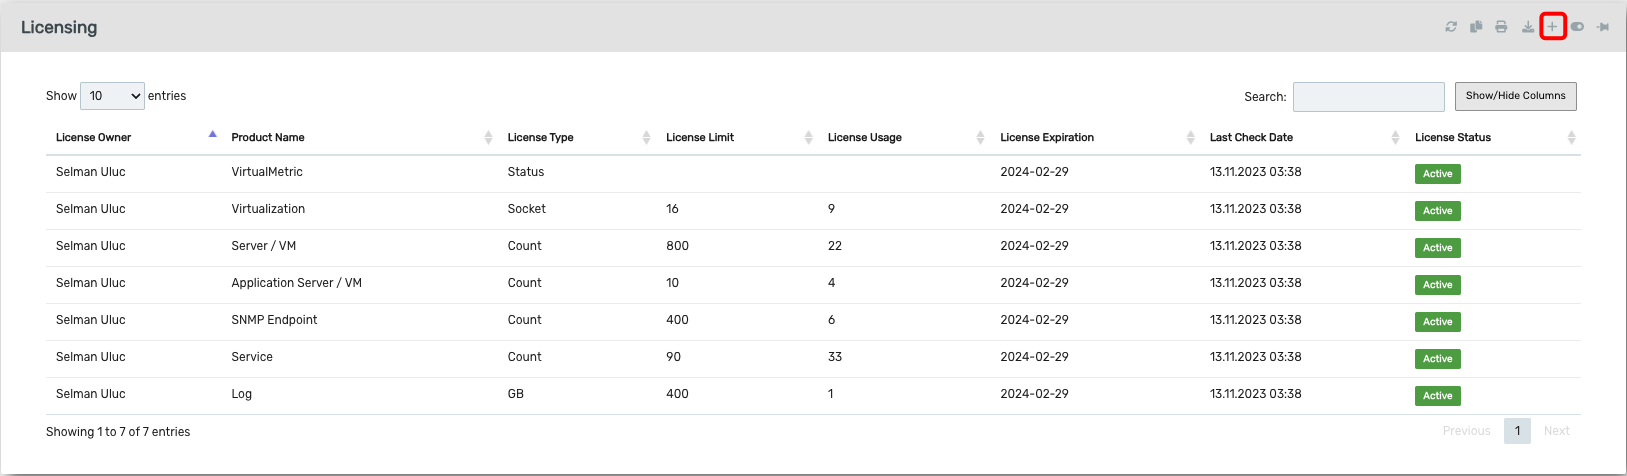 Licensing
Show 10 entries Search: Show/Hide Columns
License Owner Product Name License Type License Limit License Usage License Expiration Last Check Date License Status
Selman Uluc VirtualMetric Status 2024-02-29 13.11.2023 03:38 Active
Selman Uluc Virtualization Socket 16 9 2024-02-29 13.11.2023 03:38 Active
Selman Uluc Server / VM Count 800 22 2024-02-29 13.11.2023 03:38 Active
Selman Uluc Application Server / VM Count 10 4 2024-02-29 13.11.2023 03:38 Active
Selman Uluc SNMP Endpoint Count 400 6 2024-02-29 13.11.2023 03:38 Active
Selman Uluc Service Count 90 33 2024-02-29 13.11.2023 03:38 Active
Selman Uluc Log GB 400 1 2024-02-29 13.11.2023 03:38 Active
Showing 1 to 7 of 7 entries Previous 1 Next